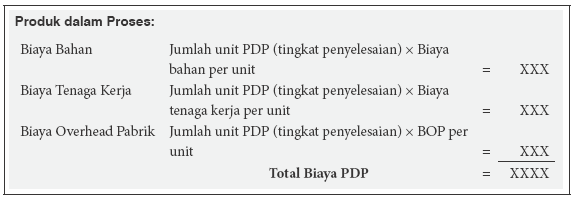 Produk dalam Proses:
Biaya Bahan Jumlah unit PDP (tingkat penyelesaian) × Biaya
bahan per unit = XXX
Biaya Tenaga Kerja Jumlah unit PDP (tingkat penyelesaian) × Biaya
tenaga kerja per unit = XXX
Biaya Overhead Pabrik Jumlah unit PDP (tingkat penyelesaian) × BOP per
unit = XXX
Total Biaya PDP = XXXX